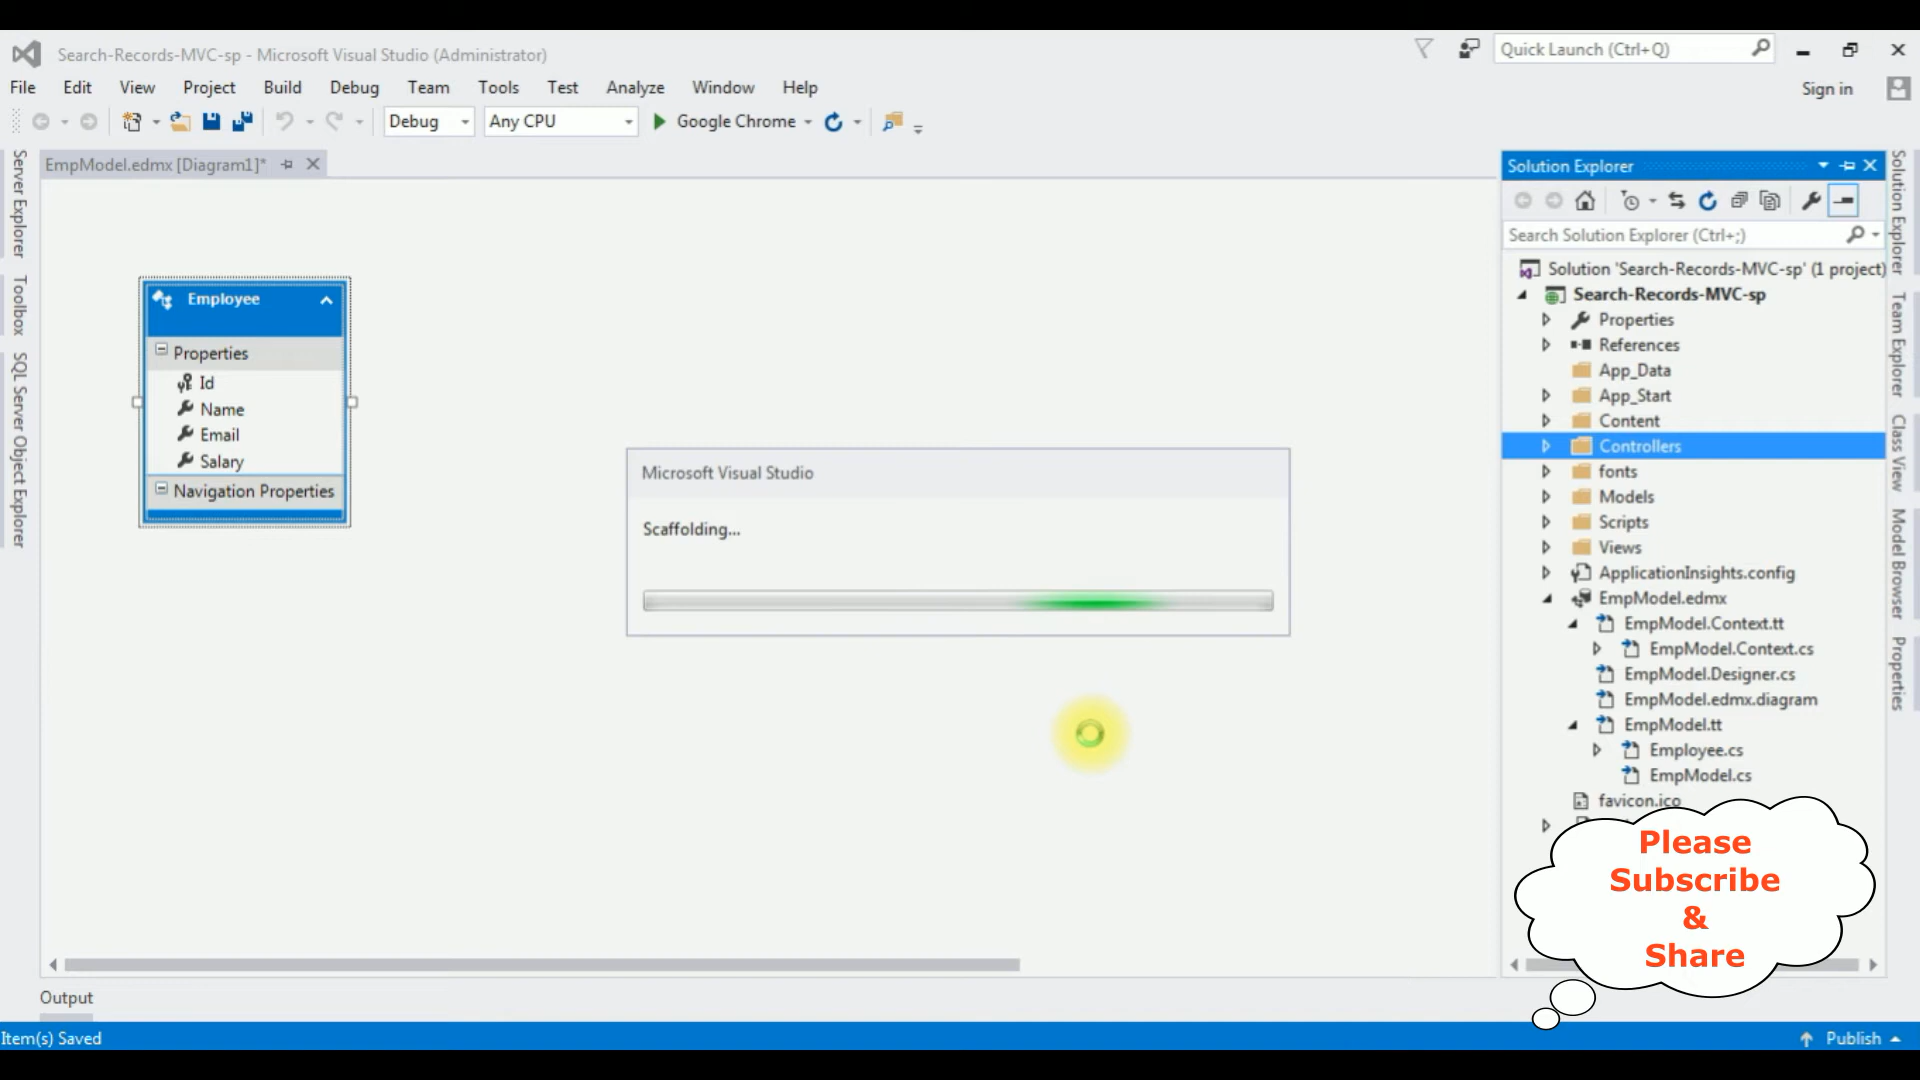 Search-Records-MVC-sp - Microsoft Visual Studio (Administrator)
Quick Launch (Ctrl+Q)
File Edit View Project Build Debug Team Tools Test Analyze Window Help
Sign in
Debug Any CPU Google Chrome
Server Explorer
Toolbox
SQL Server Object Explorer
EmpModel.edmx [Diagram1]*
Employee
Properties
Id
Name
Email
Salary
Navigation Properties
Microsoft Visual Studio
Scaffolding...
Solution Explorer
Search Solution Explorer (Ctrl+;)
Solution 'Search-Records-MVC-sp' (1 project)
Search-Records-MVC-sp
Properties
References
App_Data
App_Start
Content
Controllers
fonts
Models
Scripts
Views
ApplicationInsights.config
EmpModel.edmx
EmpModel.Context.tt
EmpModel.Context.cs
EmpModel.Designer.cs
EmpModel.edmx.diagram
EmpModel.tt
Employee.cs
EmpModel.cs
favicon.ico
Please
Subscribe
&
Share
Solution Explorer
Team Explorer
Class View
Model Browser
Properties
Output
Item(s) Saved
Publish